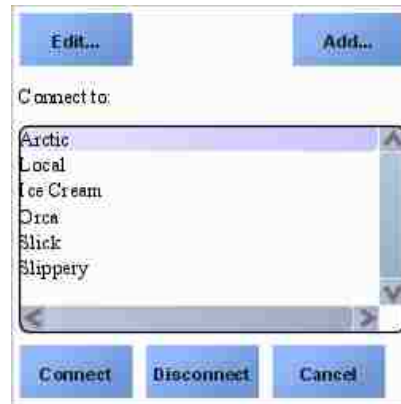 Edit... Add...
Connect to:
Arctic
Local
Ice Cream
Orca
Slick
Slippery
Connect Disconnect Cancel